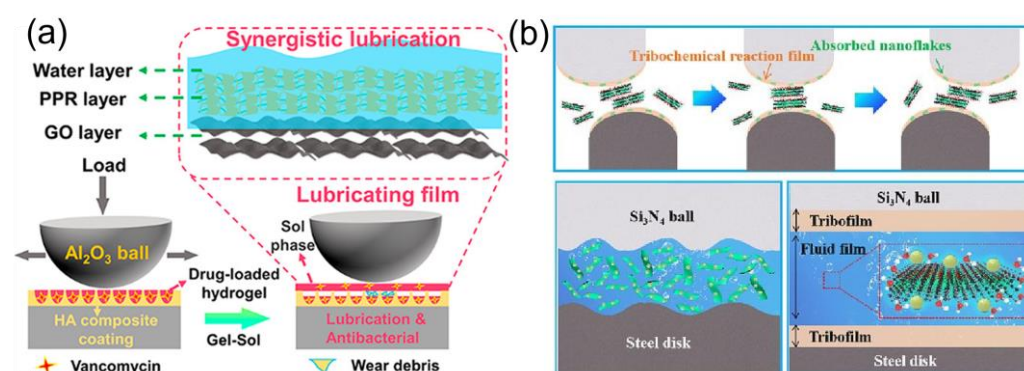 (a)
Synergistic lubrication
Water layer
PPR layer
GO layer
Load
Lubricating film
Al₂O₃ ball
Sol
phase
Drug-loaded
hydrogel
HA composite
coating
Gel-Sol
Lubrication &
Antibacterial
Vancomycin
Wear debris
(b)
Tribochemical reaction film
Absorbed nanoflakes
Si₃N₄ ball
Steel disk
Si₃N₄ ball
Tribofilm
Fluid film
Tribofilm
Steel disk